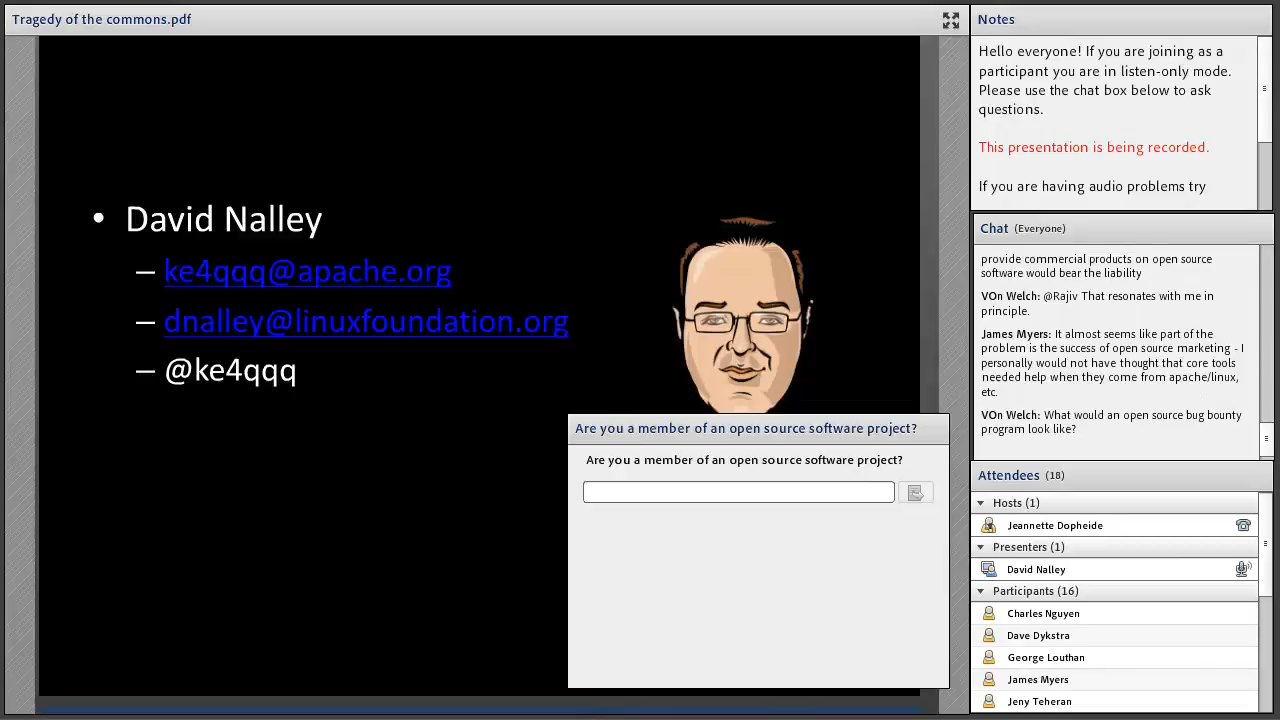 Tragedy of the commons.pdf
• David Nalley
– ke4qqq@apache.org
– dnalley@linuxfoundation.org
– @ke4qqq
Are you a member of an open source software project?
Are you a member of an open source software project?
Notes
Hello everyone! If you are joining as a
participant you are in listen-only mode.
Please use the chat box below to ask
questions.
This presentation is being recorded.
If you are having audio problems try
Chat (Everyone)
provide commercial products on open source
software would bear the liability
VOn Welch: @Rajiv That resonates with me in
principle.
James Myers: It almost seems like part of the
problem is the success of open source marketing - I
personally would not have thought that core tools
needed help when they come from apache/linux,
etc.
VOn Welch: What would an open source bug bounty
program look like?
Attendees (18)
Hosts (1)
Jeannette Dopheide
Presenters (1)
David Nalley
Participants (16)
Charles Nguyen
Dave Dykstra
George Louthan
James Myers
Jeny Teheran